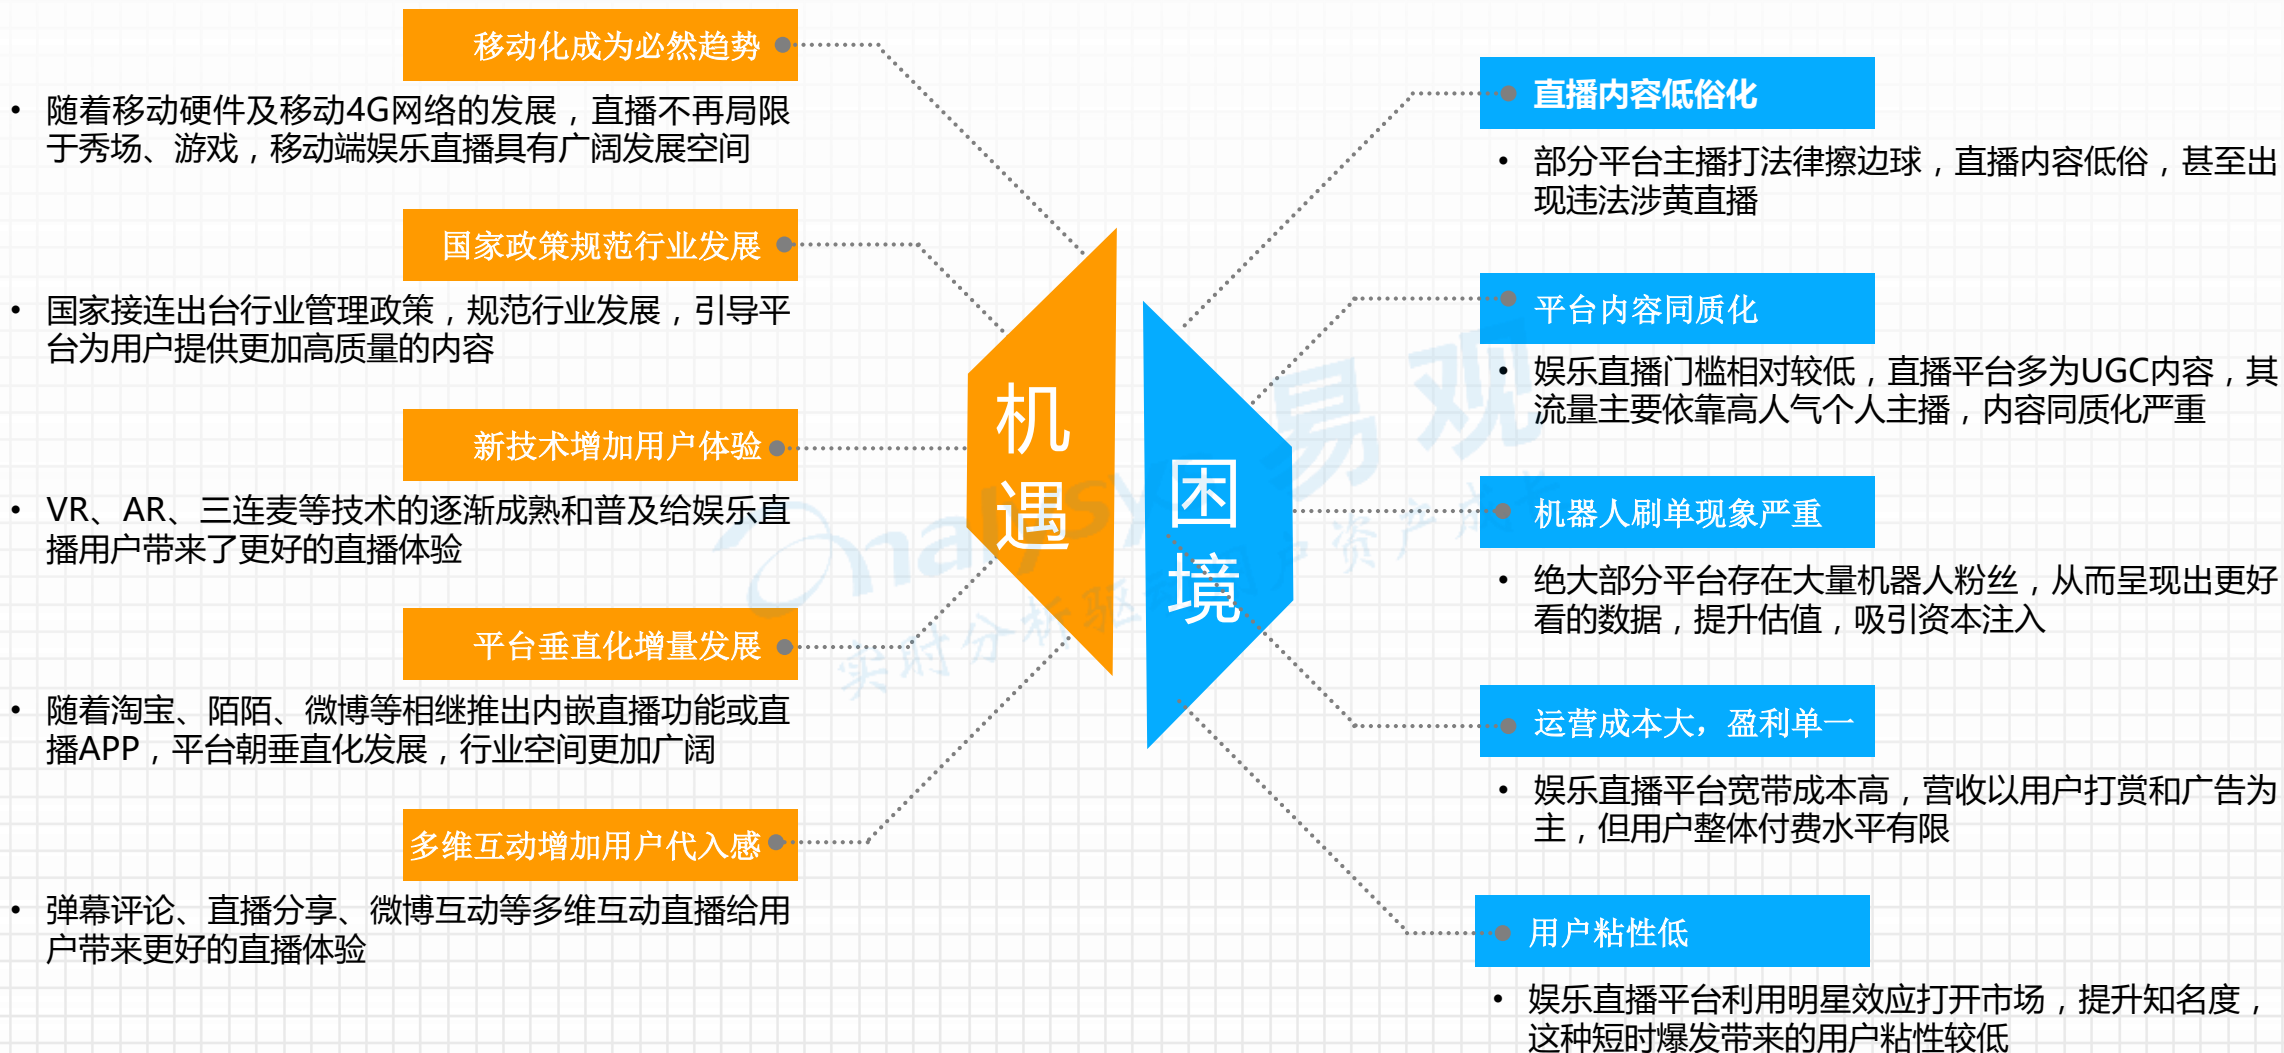 移动化成为必然趋势
• 随着移动硬件及移动4G网络的发展，直播不再局限
于秀场、游戏，移动端娱乐直播具有广阔发展空间
国家政策规范行业发展
• 国家接连出台行业管理政策，规范行业发展，引导平
台为用户提供更加高质量的内容
新技术增加用户体验
• VR、AR、三连麦等技术的逐渐成熟和普及给娱乐直
播用户带来了更好的直播体验
平台垂直化增量发展
• 随着淘宝、陌陌、微博等相继推出内嵌直播功能或直
播APP，平台朝垂直化发展，行业空间更加广阔
多维互动增加用户代入感
• 弹幕评论、直播分享、微博互动等多维互动直播给用
户带来更好的直播体验
机
遇
困
境
直播内容低俗化
• 部分平台主播打法律擦边球，直播内容低俗，甚至出
现违法涉黄直播
平台内容同质化
• 娱乐直播门槛相对较低，直播平台多为UGC内容，其
流量主要依靠高人气个人主播，内容同质化严重
机器人刷单现象严重
• 绝大部分平台存在大量机器人粉丝，从而呈现出更好
看的数据，提升估值，吸引资本注入
运营成本大，盈利单一
• 娱乐直播平台宽带成本高，营收以用户打赏和广告为
主，但用户整体付费水平有限
用户粘性低
• 娱乐直播平台利用明星效应打开市场，提升知名度，
这种短时爆发带来的用户粘性较低
analysys 易观
实时分析驱动用户资产成长